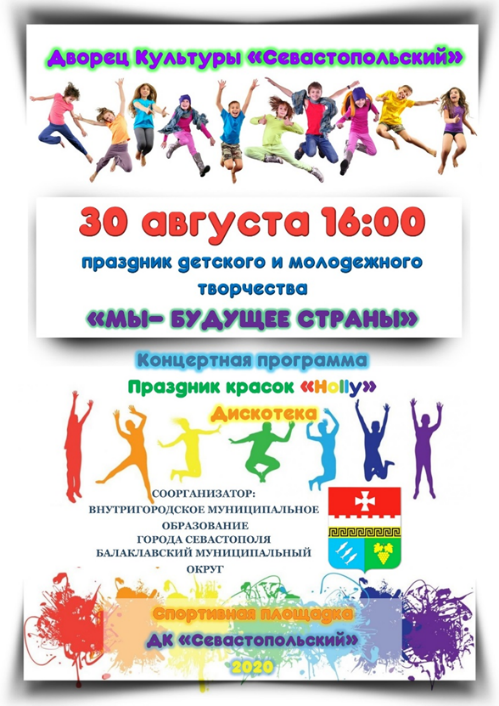 Дворец Культуры «Севастопольский»
30 августа 16:00
праздник детского и молодежного
творчества
«МЫ- БУДУЩЕЕ СТРАНЫ»
Концертная программа
Праздник красок «Holly»
Дискотека
СООРГАНИЗАТОР:
ВНУТРИГОРОДСКОЕ МУНИЦИПАЛЬНОЕ
ОБРАЗОВАНИЕ
ГОРОДА СЕВАСТОПОЛЯ
БАЛАКЛАВСКИЙ МУНИЦИПАЛЬНЫЙ
ОКРУГ
Спортивная площадка
ДК «Севастопольский»
2020